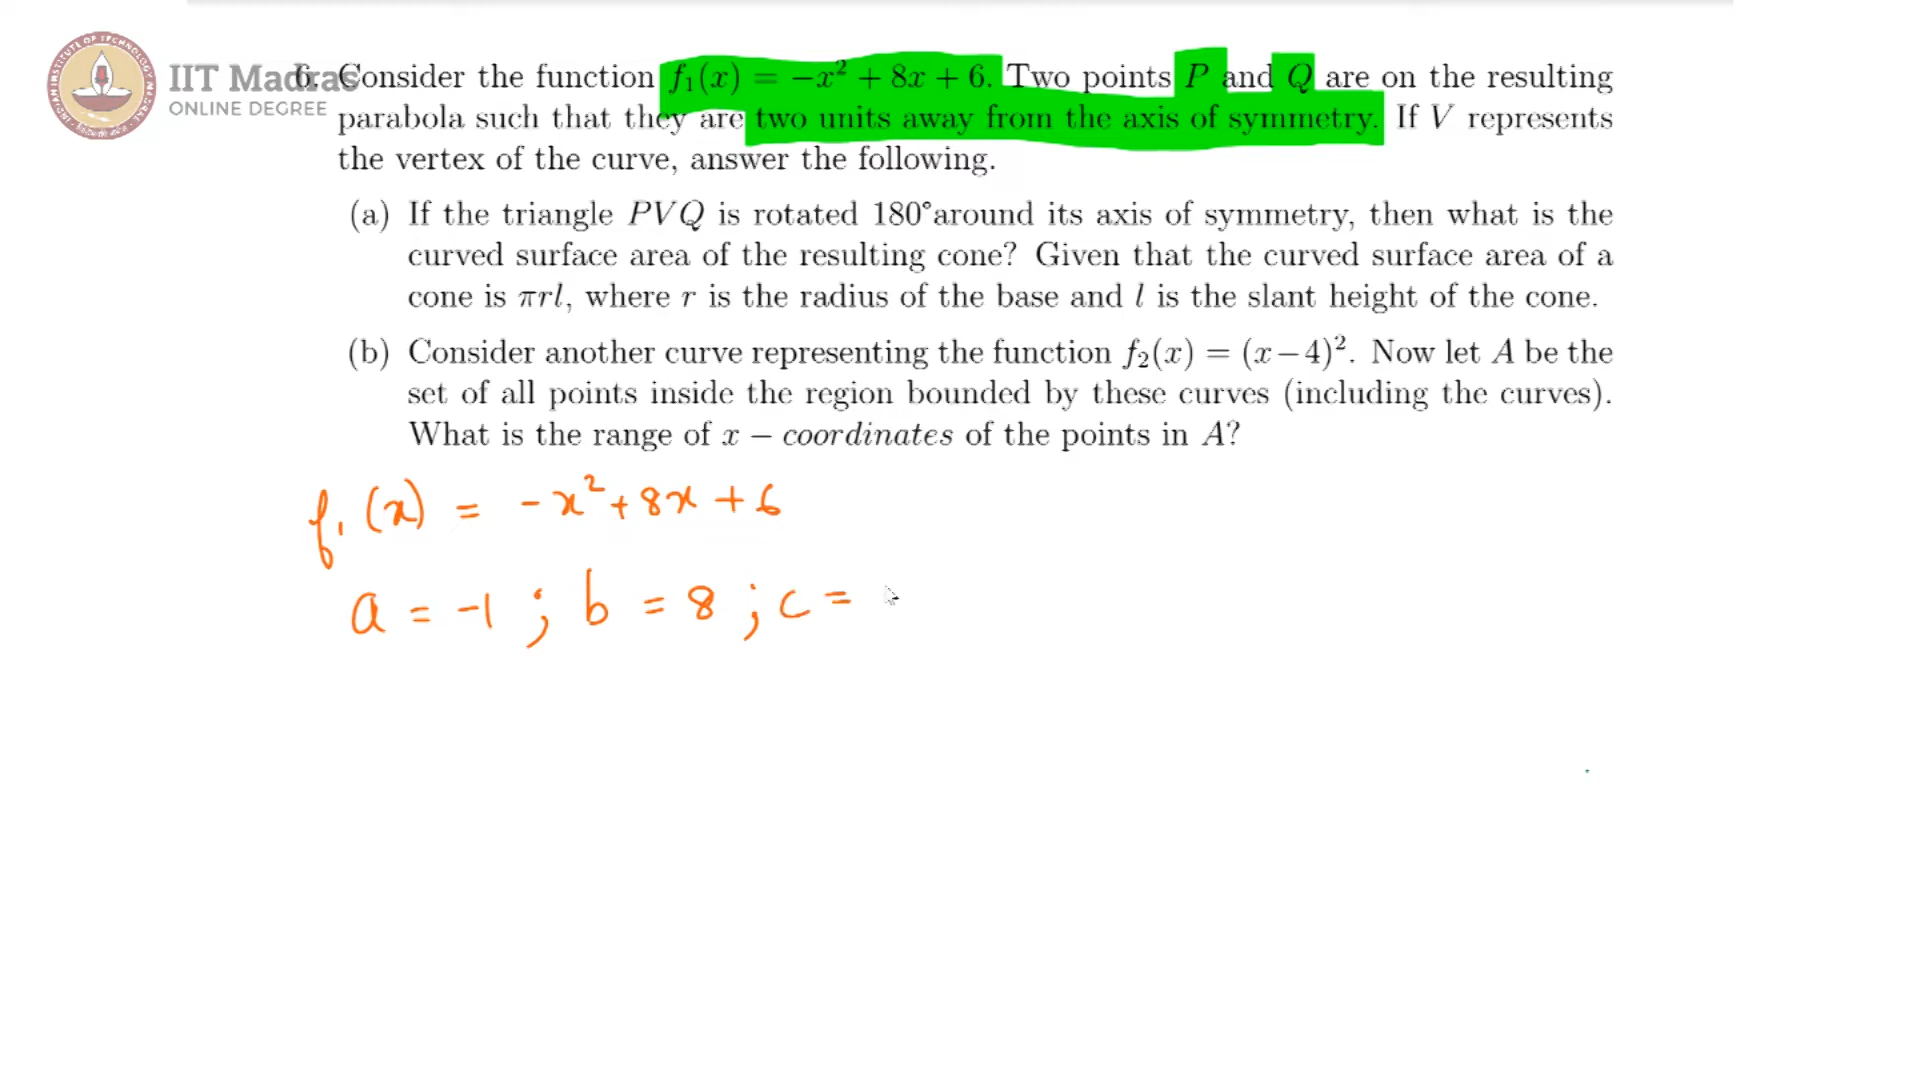 IIT Madras
ONLINE DEGREE
6. Consider the function f₁(x) = −x² + 8x + 6. Two points P and Q are on the resulting
parabola such that they are two units away from the axis of symmetry. If V represents
the vertex of the curve, answer the following.
(a) If the triangle PVQ is rotated 180°around its axis of symmetry, then what is the
curved surface area of the resulting cone? Given that the curved surface area of a
cone is πrl, where r is the radius of the base and l is the slant height of the cone.
(b) Consider another curve representing the function f₂(x) = (x−4)². Now let A be the
set of all points inside the region bounded by these curves (including the curves).
What is the range of x − coordinates of the points in A?
f₁(x) = -x² + 8x + 6
a = -1 ; b = 8 ; c =